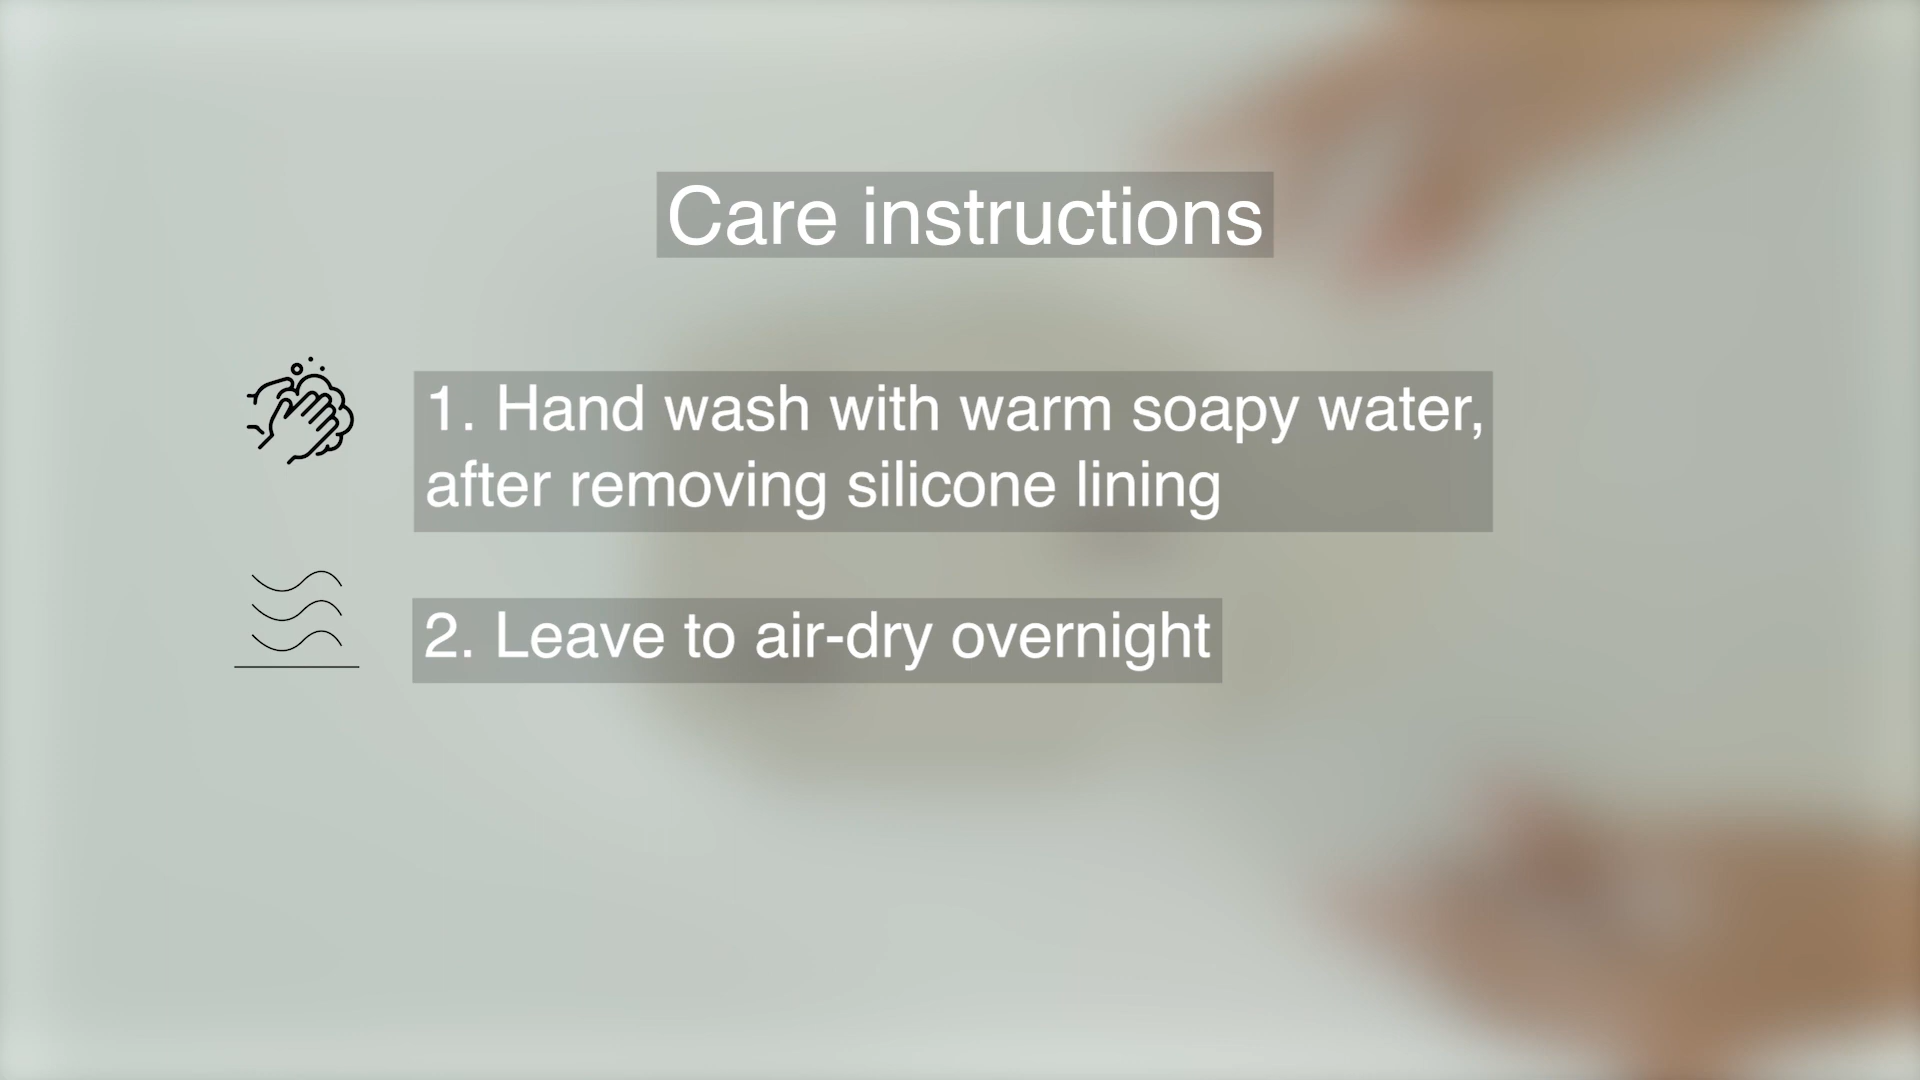 Care instructions
1. Hand wash with warm soapy water,
after removing silicone lining
2. Leave to air-dry overnight